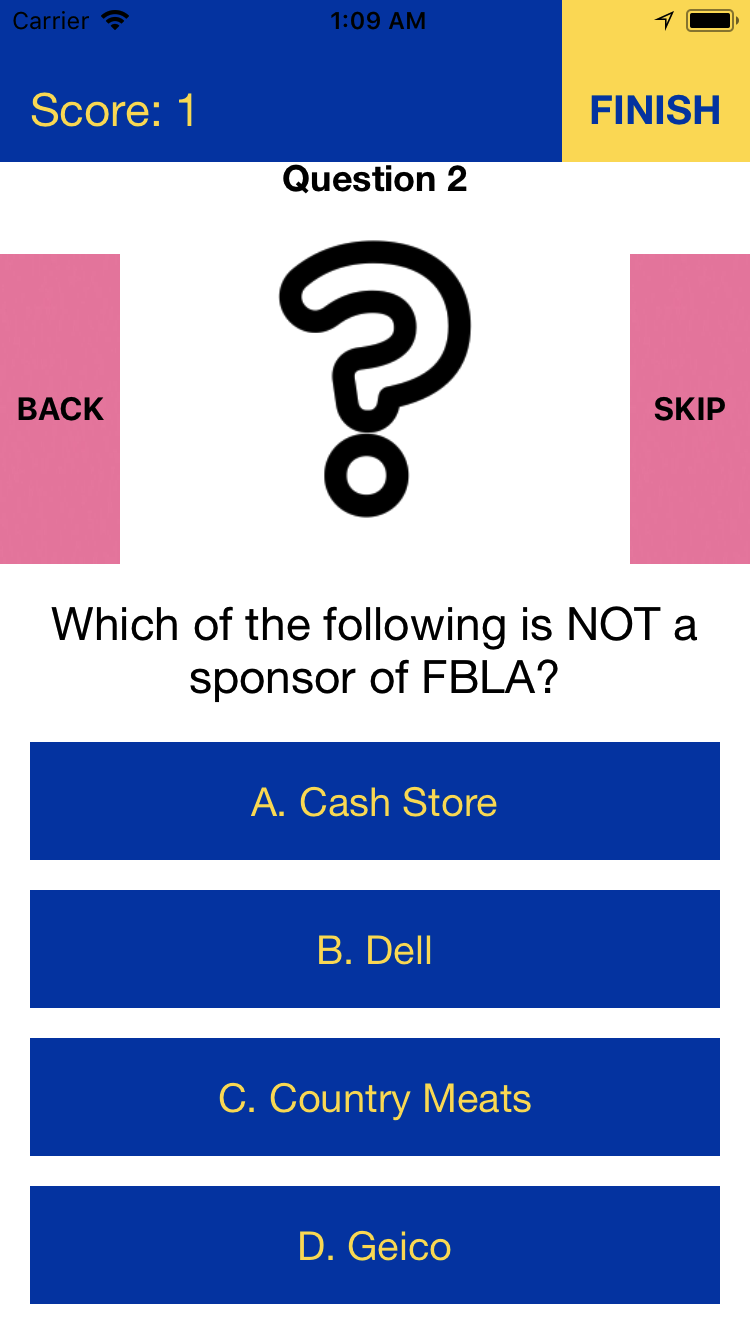 Carrier 1:09 AM
Score: 1 FINISH
Question 2
BACK SKIP
Which of the following is NOT a
sponsor of FBLA?
A. Cash Store
B. Dell
C. Country Meats
D. Geico